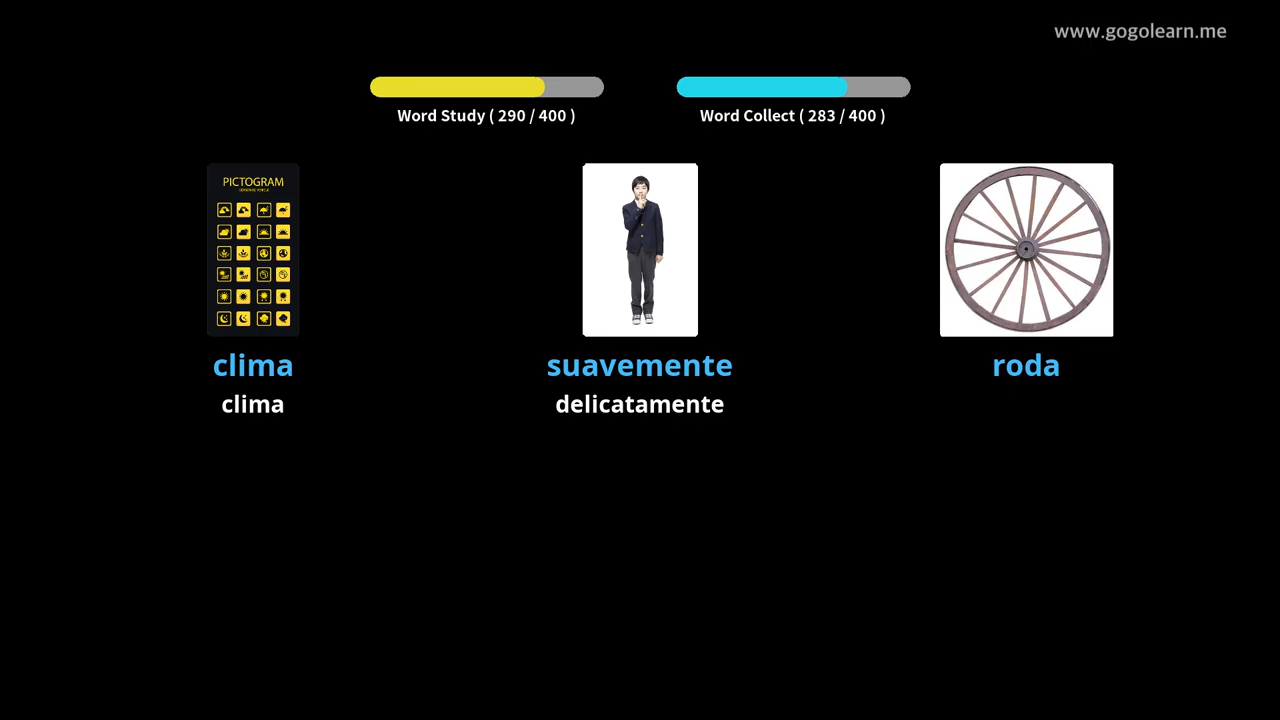 www.gogolearn.me
Word Study ( 290 / 400 )
Word Collect ( 283 / 400 )
PICTOGRAM
clima
suavemente
roda
clima
delicatamente